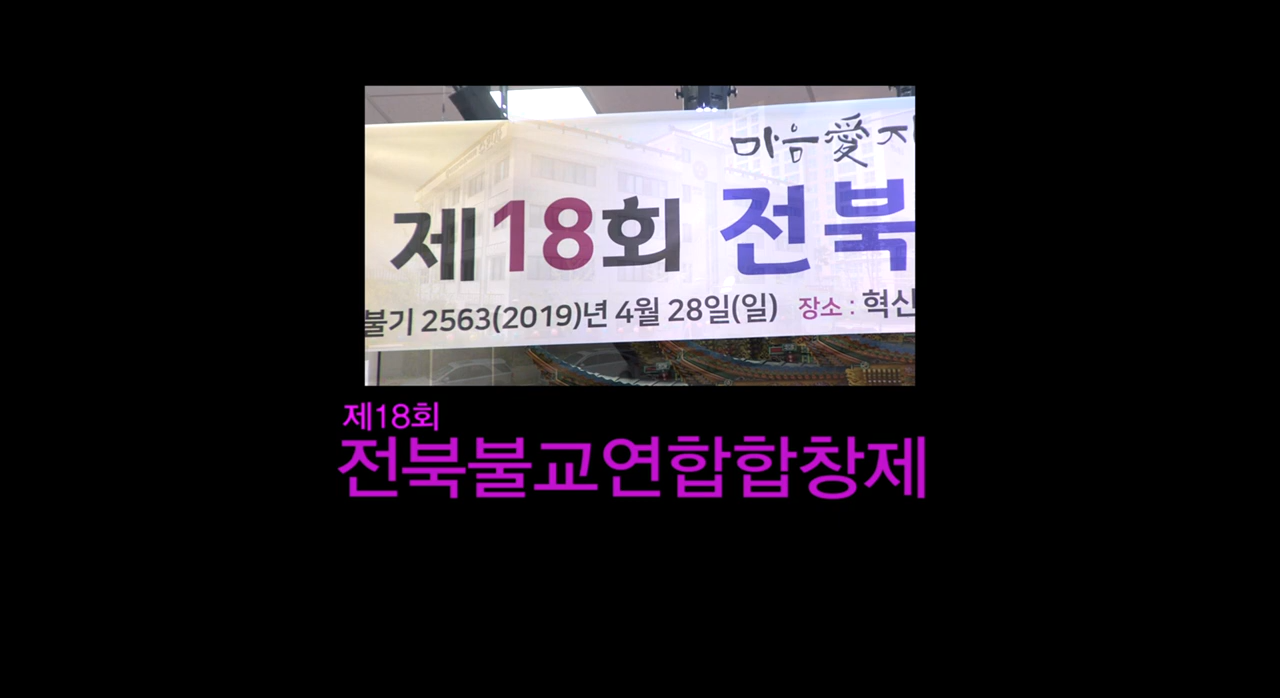 마음愛
제18회 전북
불기 2563(2019)년 4월 28일(일) 장소 : 혁신
제18회
전북불교연합합창제